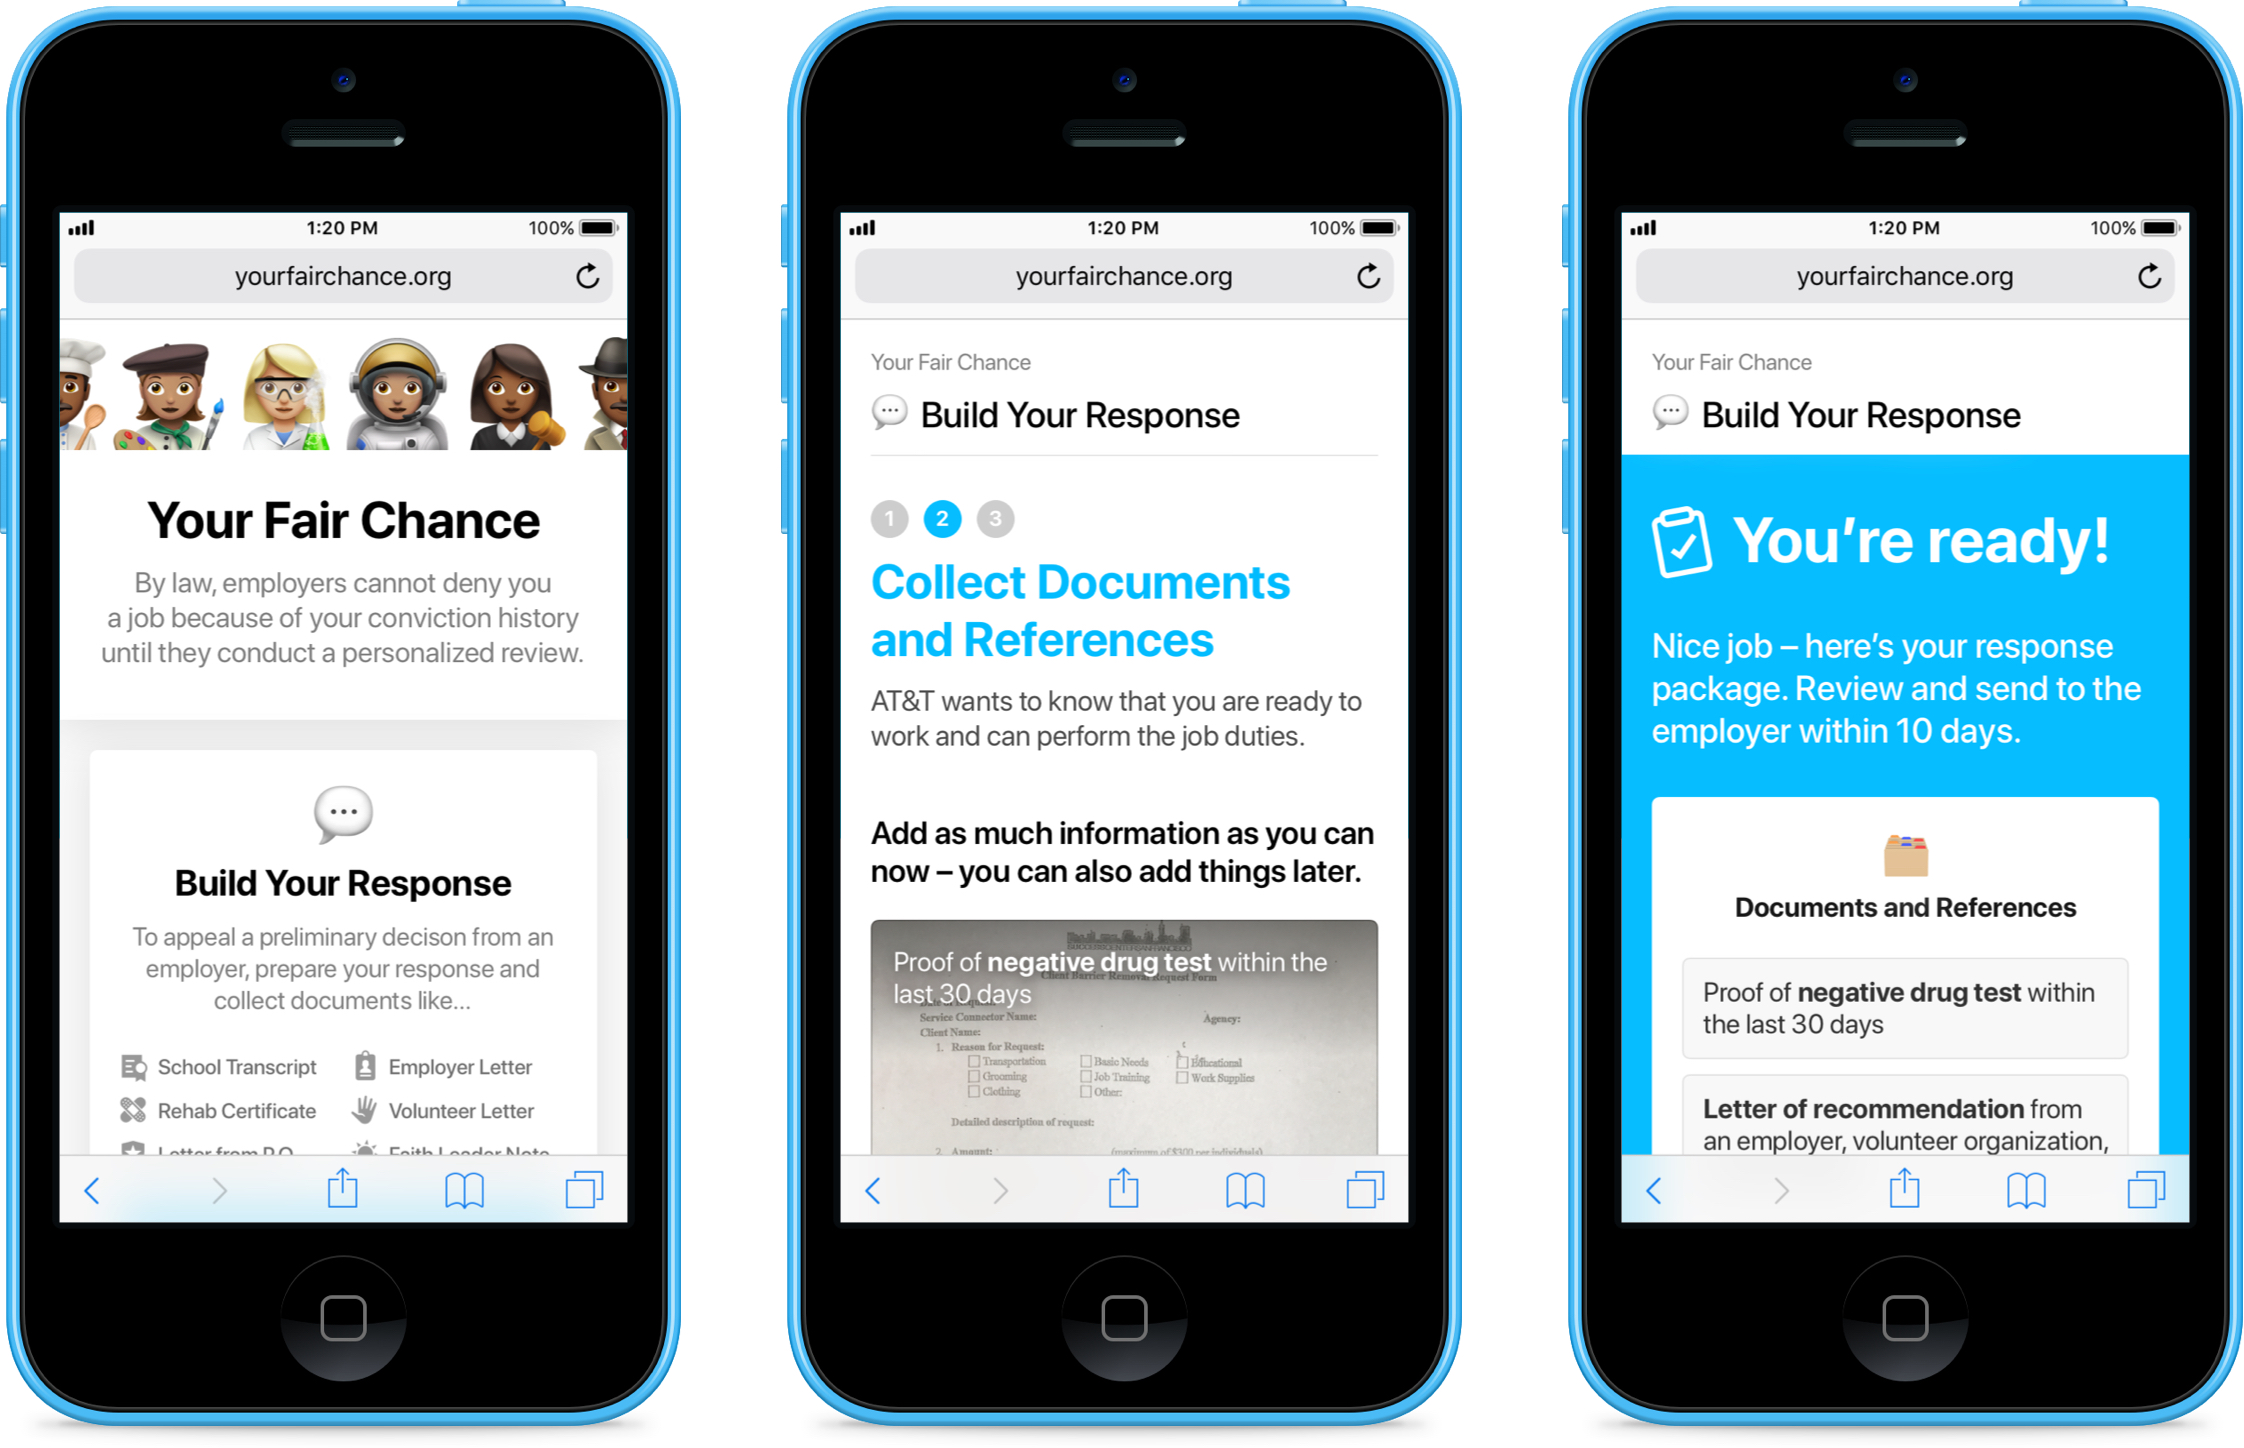 1:20 PM 100%
yourfairchance.org
Your Fair Chance
By law, employers cannot deny you
a job because of your conviction history
until they conduct a personalized review.
Build Your Response
To appeal a preliminary decison from an
employer, prepare your response and
collect documents like...
School Transcript Employer Letter
Rehab Certificate Volunteer Letter
Letter from P.O. Faith Leader Note
1:20 PM 100%
yourfairchance.org
Your Fair Chance
Build Your Response
1 2 3
Collect Documents
and References
AT&T wants to know that you are ready to
work and can perform the job duties.
Add as much information as you can
now – you can also add things later.
Proof of negative drug test within the
last 30 days
Client Barrier Removal Request Form
Service Connector Name: Agency:
Client Name:
1. Reason for Request:
Transportation Basic Needs Educational
Grooming Job Training Work Supplies
Clothing Other:
Detailed description of request:
2. Amount: (maximum of $300 per individuals)
1:20 PM 100%
yourfairchance.org
Your Fair Chance
Build Your Response
You're ready!
Nice job – here's your response
package. Review and send to the
employer within 10 days.
Documents and References
Proof of negative drug test within
the last 30 days
Letter of recommendation from
an employer, volunteer organization,